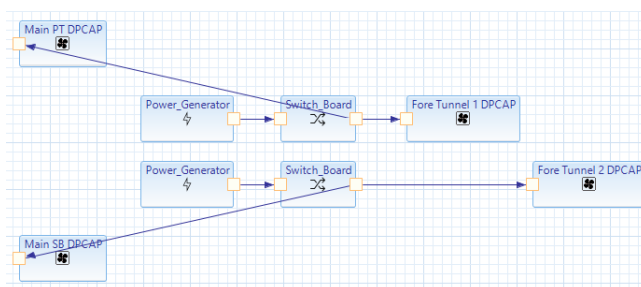 Main PT DPCAP
Power_Generator
Switch_Board
Fore Tunnel 1 DPCAP
Power_Generator
Switch_Board
Fore Tunnel 2 DPCAP
Main SB DPCAP